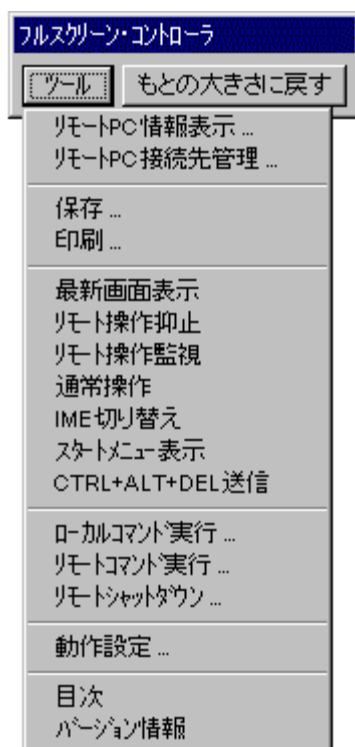 フルスクリーン・コントローラ
ツール もとの大きさに戻す
リモートPC情報表示...
リモートPC接続先管理...
保存...
印刷...
最新画面表示
リモート操作抑止
リモート操作監視
通常操作
IME切り替え
スタートメニュー表示
CTRL+ALT+DEL送信
ローカルコマンド実行...
リモートコマンド実行...
リモートシャットダウン...
動作設定...
目次
バージョン情報